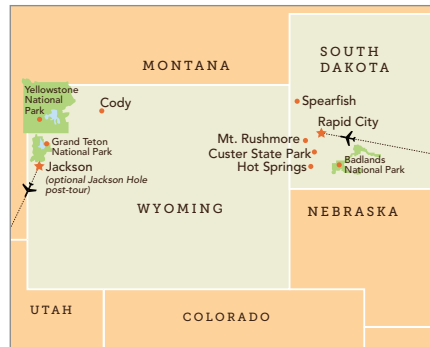 MONTANA
SOUTH
DAKOTA
Yellowstone
National
Park
Cody
Spearfish
Rapid City
Grand Teton
National Park
Mt. Rushmore
Custer State Park
Hot Springs
Badlands
National Park
Jackson
(optional Jackson Hole
post-tour)
WYOMING
NEBRASKA
UTAH
COLORADO